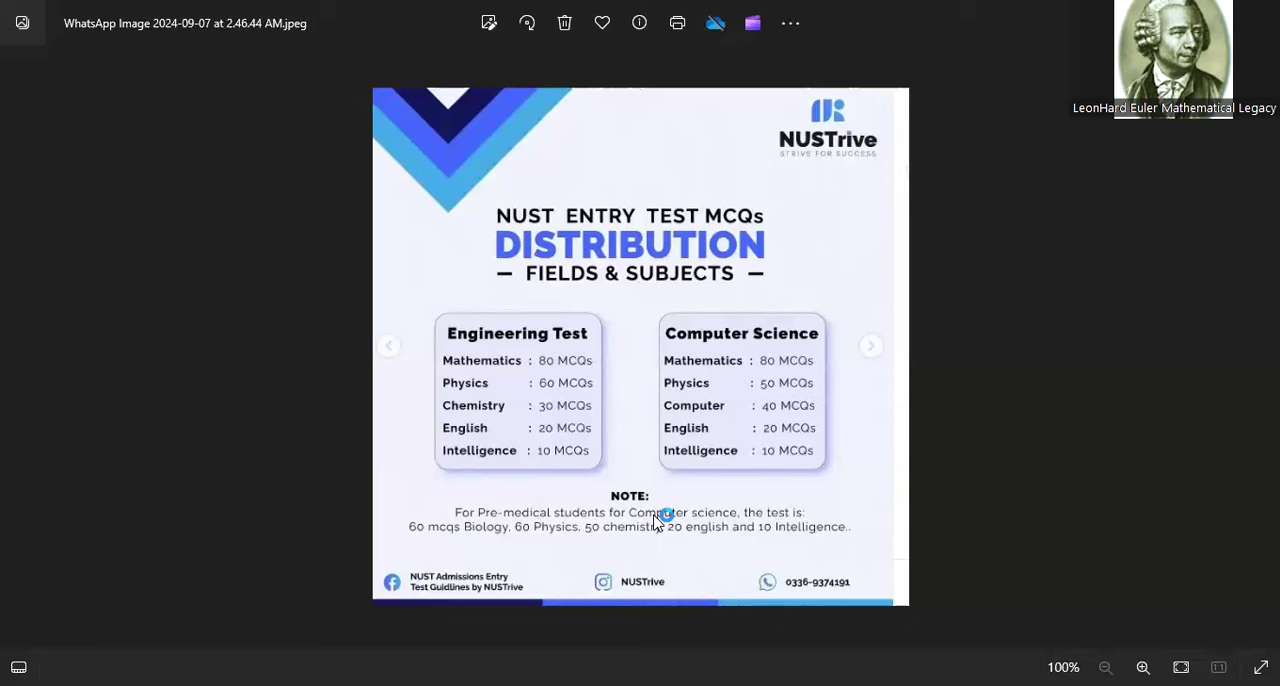 WhatsApp Image 2024-09-07 at 2.46.44 AM.jpeg
LeonHard Euler Mathematical Legacy
NUSTrive
STRIVE FOR SUCCESS
NUST ENTRY TEST MCQs
DISTRIBUTION
— FIELDS & SUBJECTS —
Engineering Test
Mathematics : 80 MCQs
Physics : 60 MCQs
Chemistry : 30 MCQs
English : 20 MCQs
Intelligence : 10 MCQs
Computer Science
Mathematics : 80 MCQs
Physics : 50 MCQs
Computer : 40 MCQs
English : 20 MCQs
Intelligence : 10 MCQs
NOTE:
For Pre-medical students for Computer science, the test is:
60 mcqs Biology, 60 Physics, 50 chemistry 20 english and 10 Intelligence..
NUST Admissions Entry
Test Guidlines by NUSTrive
NUSTrive
0336-9374191
100%